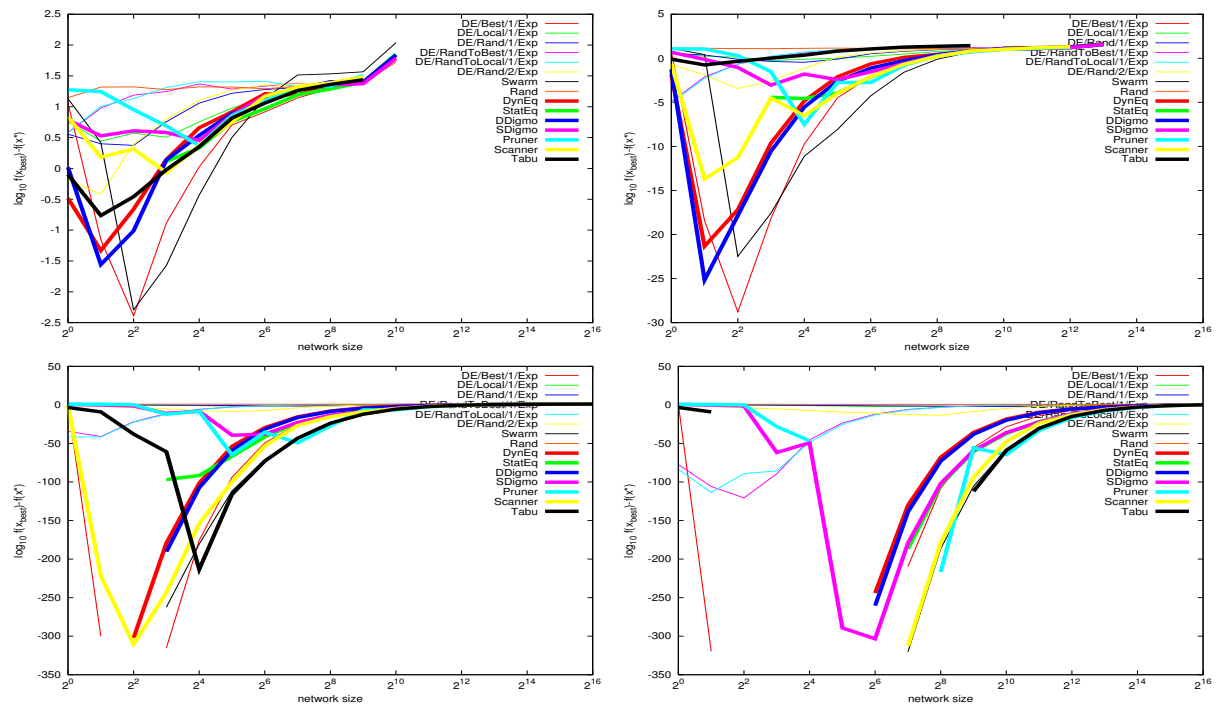 2.5
2
1.5
1
0.5
0
-0.5
-1
-1.5
-2
-2.5
log10 f(xbest)-f(x*)
2^0 2^2 2^4 2^6 2^8 2^10 2^12 2^14 2^16
network size
DE/Best/1/Exp
DE/Local/1/Exp
DE/Rand/1/Exp
DE/RandToBest/1/Exp
DE/RandToLocal/1/Exp
DE/Rand/2/Exp
Swarm
Rand
DynEq
StatEq
DDigmo
SDigmo
Pruner
Scanner
Tabu
5
0
-5
-10
-15
-20
-25
-30
log10 f(xbest)-f(x*)
2^0 2^2 2^4 2^6 2^8 2^10 2^12 2^14 2^16
network size
DE/Best/1/Exp
DE/Local/1/Exp
DE/Rand/1/Exp
DE/RandToBest/1/Exp
DE/RandToLocal/1/Exp
DE/Rand/2/Exp
Swarm
Rand
DynEq
StatEq
DDigmo
SDigmo
Pruner
Scanner
Tabu
50
0
-50
-100
-150
-200
-250
-300
-350
log10 f(xbest)-f(x*)
2^0 2^2 2^4 2^6 2^8 2^10 2^12 2^14 2^16
network size
DE/Best/1/Exp
DE/Local/1/Exp
DE/Rand/1/Exp
DE/RandToBest/1/Exp
DE/RandToLocal/1/Exp
DE/Rand/2/Exp
Swarm
Rand
DynEq
StatEq
DDigmo
SDigmo
Pruner
Scanner
Tabu
50
0
-50
-100
-150
-200
-250
-300
-350
log10 f(xbest)-f(x*)
2^0 2^2 2^4 2^6 2^8 2^10 2^12 2^14 2^16
network size
DE/Best/1/Exp
DE/Local/1/Exp
DE/Rand/1/Exp
DE/RandToBest/1/Exp
DE/RandToLocal/1/Exp
DE/Rand/2/Exp
Swarm
Rand
DynEq
StatEq
DDigmo
SDigmo
Pruner
Scanner
Tabu